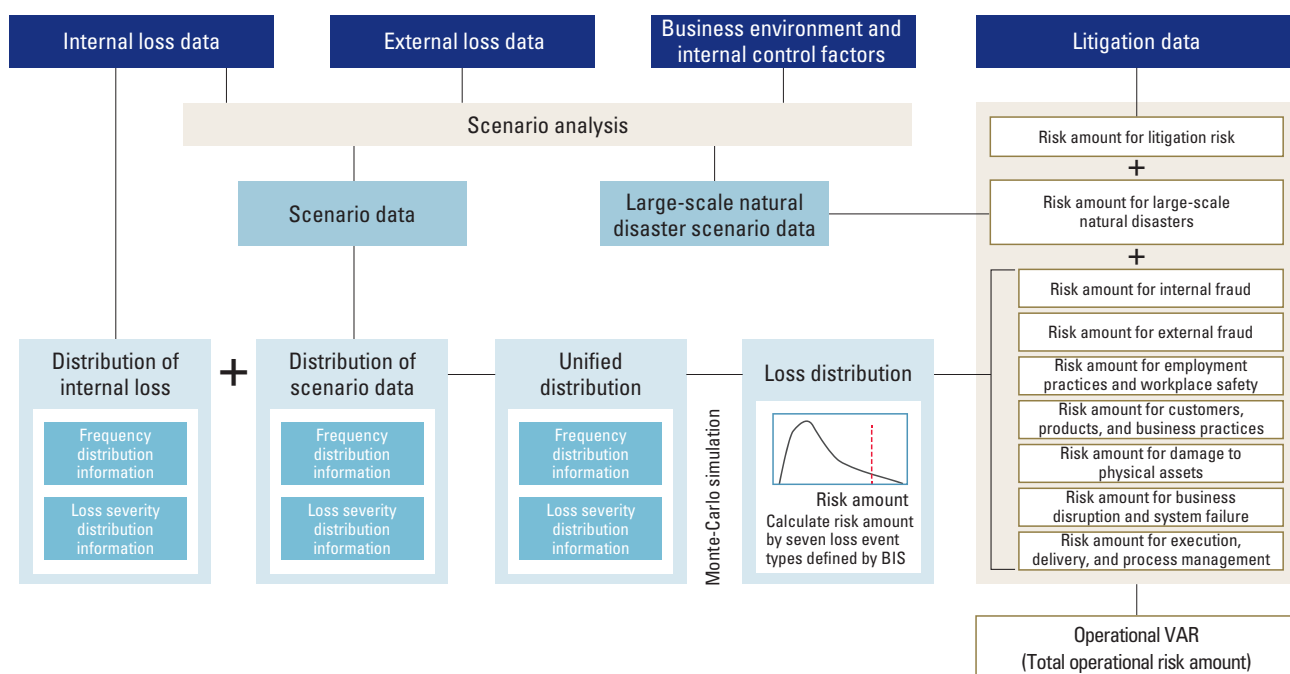 Internal loss data
External loss data
Business environment and
internal control factors
Litigation data
Scenario analysis
Risk amount for litigation risk
+
Scenario data
Large-scale natural
disaster scenario data
Risk amount for large-scale
natural disasters
+
Risk amount for internal fraud
Risk amount for external fraud
Risk amount for employment
practices and workplace safety
Risk amount for customers,
products, and business practices
Risk amount for damage to
physical assets
Risk amount for business
disruption and system failure
Risk amount for execution,
delivery, and process management
Distribution of
internal loss
Frequency
distribution
information
Loss severity
distribution
information
+
Distribution of
scenario data
Frequency
distribution
information
Loss severity
distribution
information
Unified
distribution
Frequency
distribution
information
Loss severity
distribution
information
Monte-Carlo simulation
Loss distribution
Risk amount
Calculate risk amount
by seven loss event
types defined by BIS
Operational VAR
(Total operational risk amount)